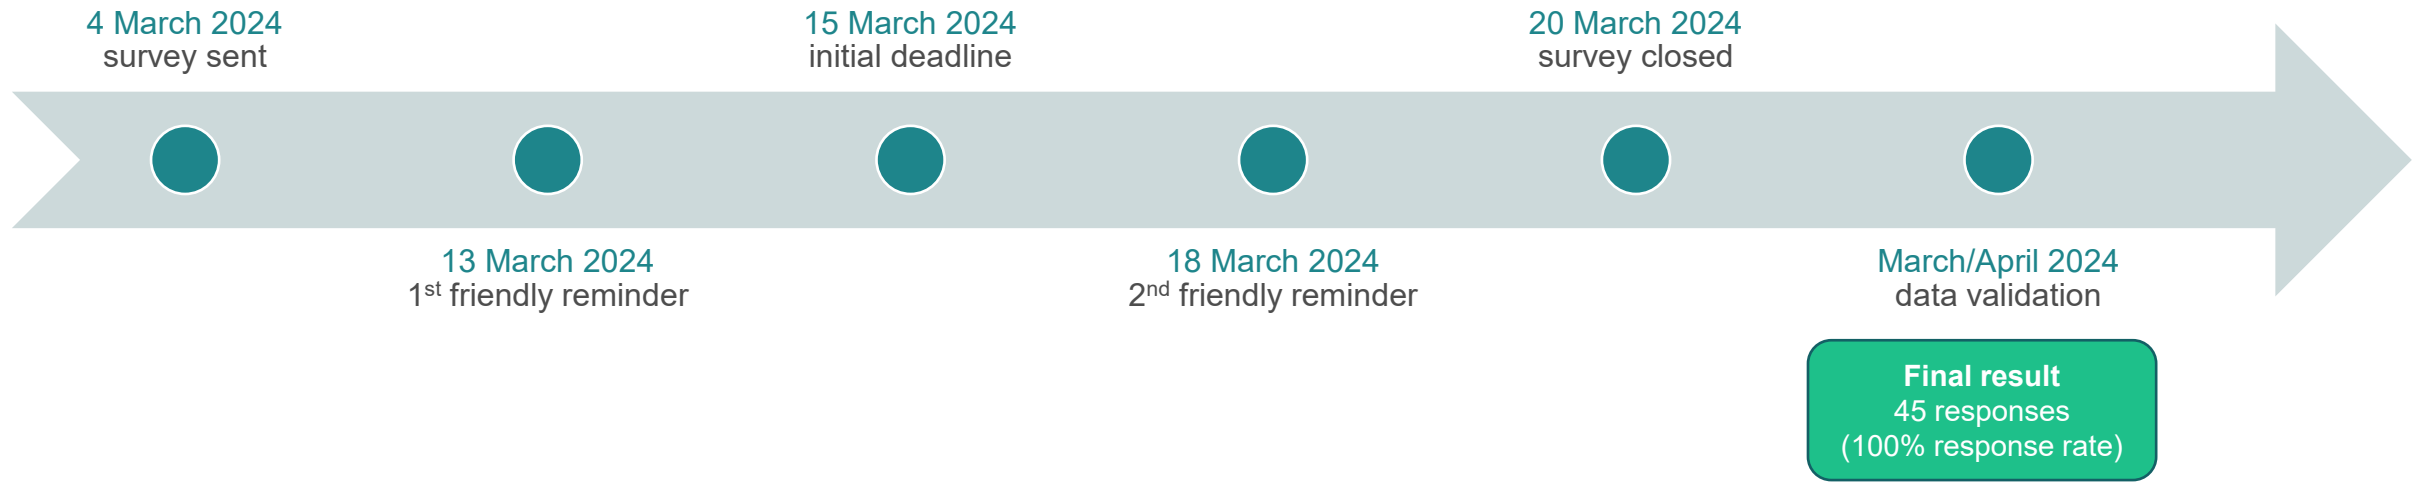 4 March 2024
survey sent
13 March 2024
1st friendly reminder
15 March 2024
initial deadline
18 March 2024
2nd friendly reminder
20 March 2024
survey closed
March/April 2024
data validation
Final result
45 responses
(100% response rate)